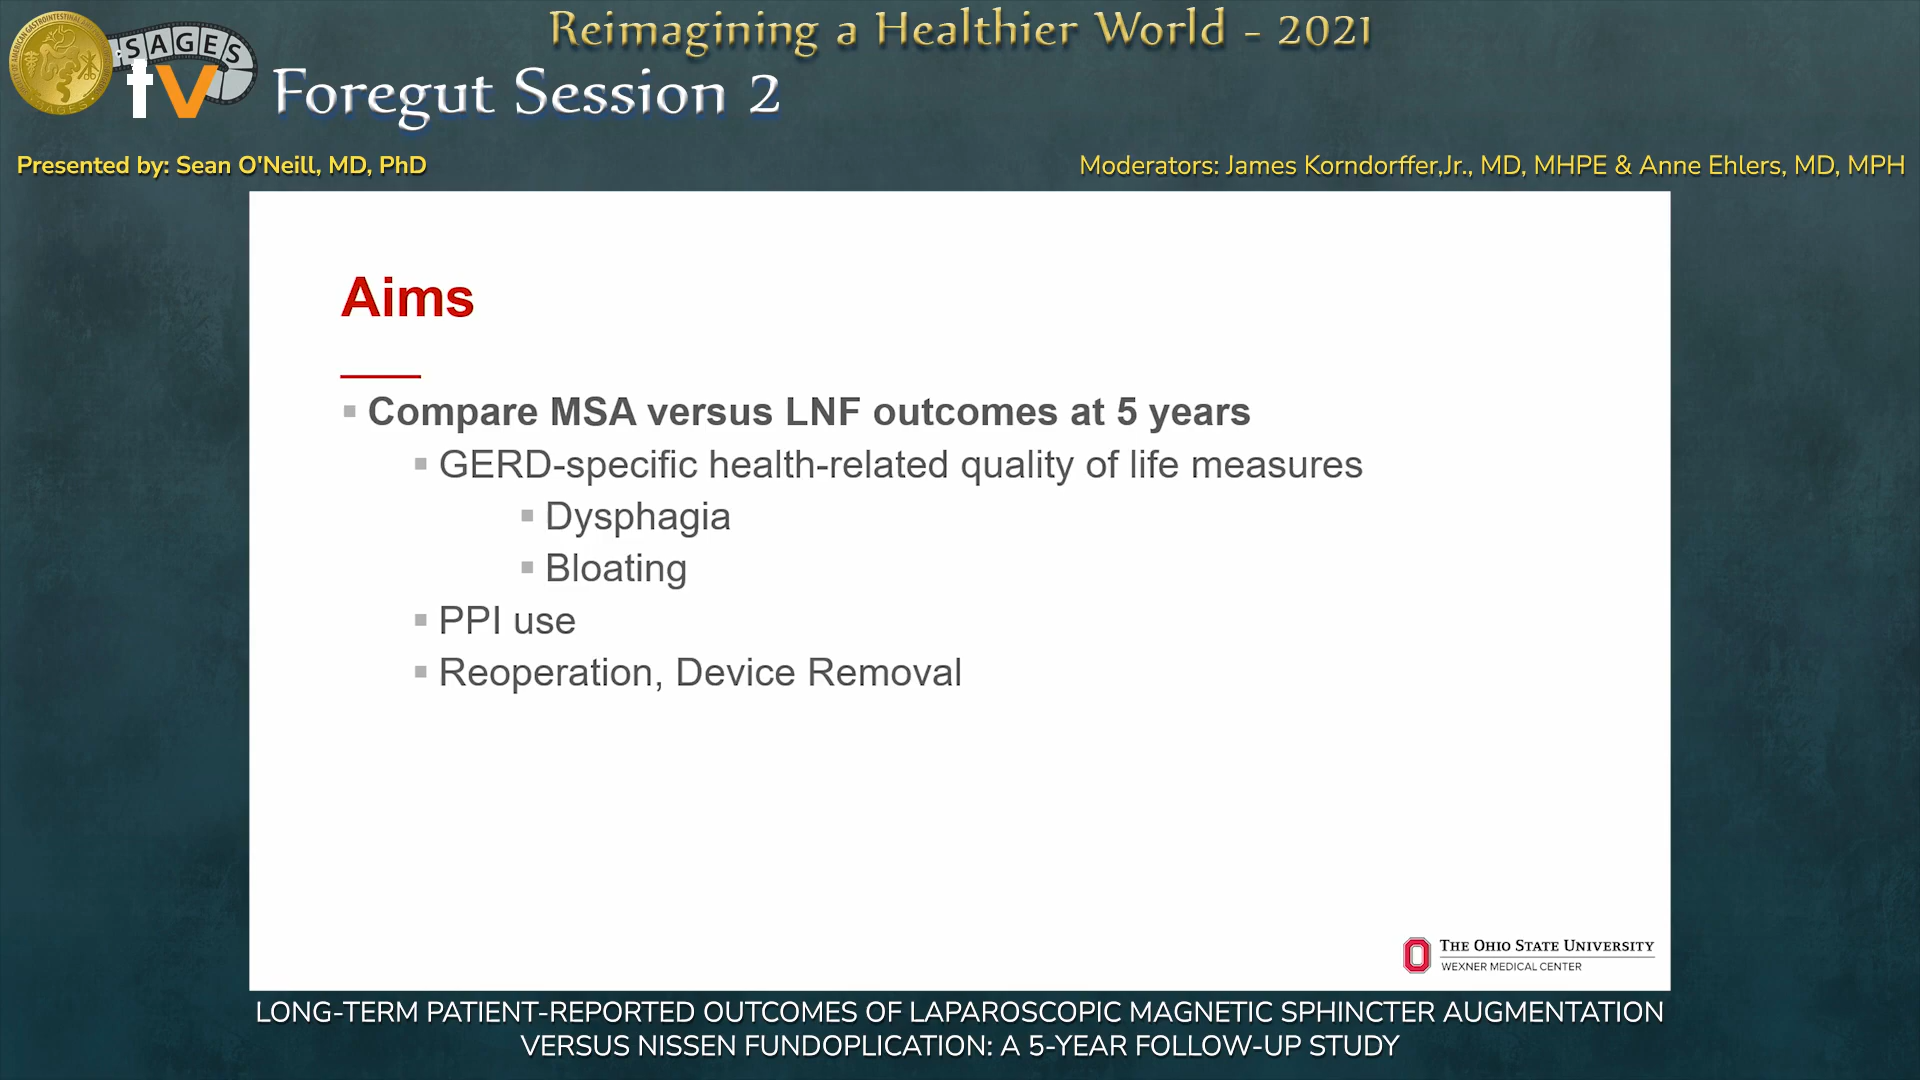 Reimagining a Healthier World - 2021
SAGES
tv
Foregut Session 2
Presented by: Sean O'Neill, MD, PhD
Moderators: James Korndorffer,Jr., MD, MHPE & Anne Ehlers, MD, MPH
Aims
Compare MSA versus LNF outcomes at 5 years
GERD-specific health-related quality of life measures
Dysphagia
Bloating
PPI use
Reoperation, Device Removal
THE OHIO STATE UNIVERSITY
WEXNER MEDICAL CENTER
LONG-TERM PATIENT-REPORTED OUTCOMES OF LAPAROSCOPIC MAGNETIC SPHINCTER AUGMENTATION
VERSUS NISSEN FUNDOPLICATION: A 5-YEAR FOLLOW-UP STUDY